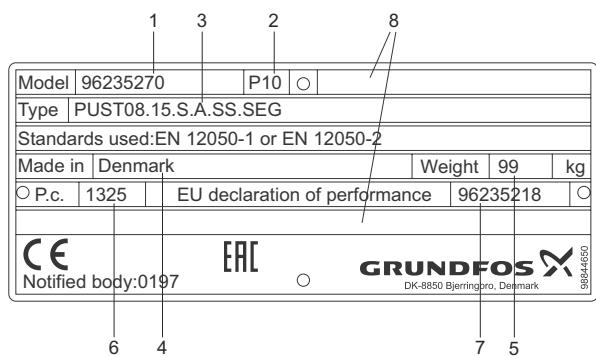 1 2 3 8
Model 96235270 P10
Type PUST08.15.S.A.SS.SEG
Standards used:EN 12050-1 or EN 12050-2
Made in Denmark Weight 99 kg
P.c. 1325 EU declaration of performance 96235218
CE EAC
GRUNDFOS
Notified body:0197
DK-8850 Bjerringbro, Denmark
98844650
6 4 7 5